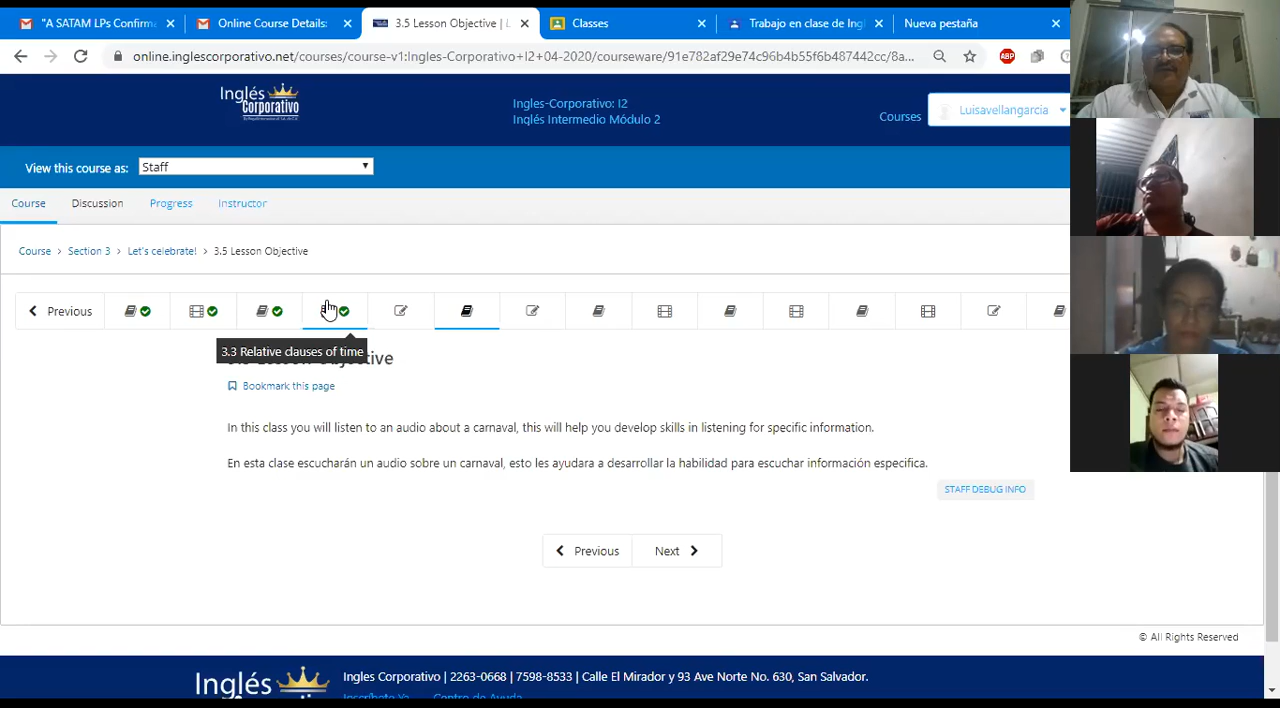 "A SATAM LPs Confirm
Online Course Details:
3.5 Lesson Objective | L
Classes
Trabajo en clase de Ing
Nueva pestaña
online.inglescorporativo.net/courses/course-v1:Ingles-Corporativo+I2+04-2020/courseware/91e782af29e74c96b4b55f6b487442cc/8a...
ABP
Inglés
Corporativo
Ingles-Corporativo: I2
Inglés Intermedio Módulo 2
Courses
Luisavellangarcia
View this course as:
Staff
Course
Discussion
Progress
Instructor
Course > Section 3 > Let's celebrate! > 3.5 Lesson Objective
Previous
3.3 Relative clauses of time
Objective
Bookmark this page
In this class you will listen to an audio about a carnaval, this will help you develop skills in listening for specific information.
En esta clase escucharán un audio sobre un carnaval, esto les ayudara a desarrollar la habilidad para escuchar información especifica.
STAFF DEBUG INFO
Previous
Next
© All Rights Reserved
Inglés
Ingles Corporativo | 2263-0668 | 7598-8533 | Calle El Mirador y 93 Ave Norte No. 630, San Salvador.
Inscríbete Ya
Centro de Ayuda